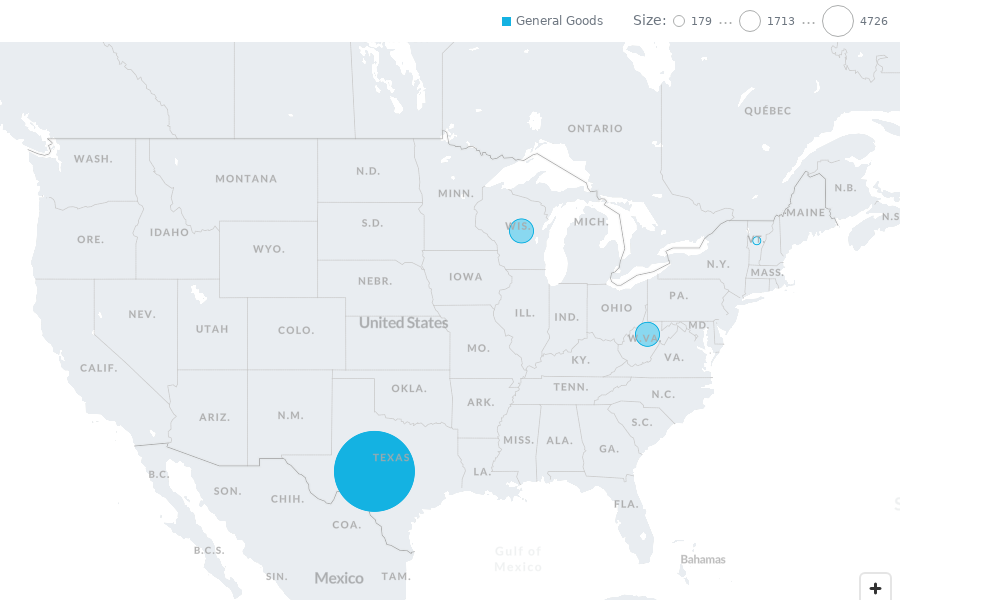 General Goods Size: 179 ... 1713 ... 4726
QUÉBEC
ONTARIO
WASH.
N.D.
MONTANA
MINN.
N.B.
MAINE
N.S
S.D.
MICH.
WIS.
IDAHO
ORE.
VT.
WYO.
N.Y.
MASS.
IOWA
NEBR.
PA.
OHIO
NEV.
ILL.
IND.
United States
MD.
UTAH
COLO.
W.VA.
MO.
VA.
KY.
CALIF.
TENN.
OKLA.
N.C.
ARK.
ARIZ.
N.M.
S.C.
MISS.
ALA.
GA.
TEXAS
LA.
B.C.
SON.
CHIH.
FLA.
COA.
B.C.S.
Gulf of
Mexico
Bahamas
SIN.
Mexico
TAM.